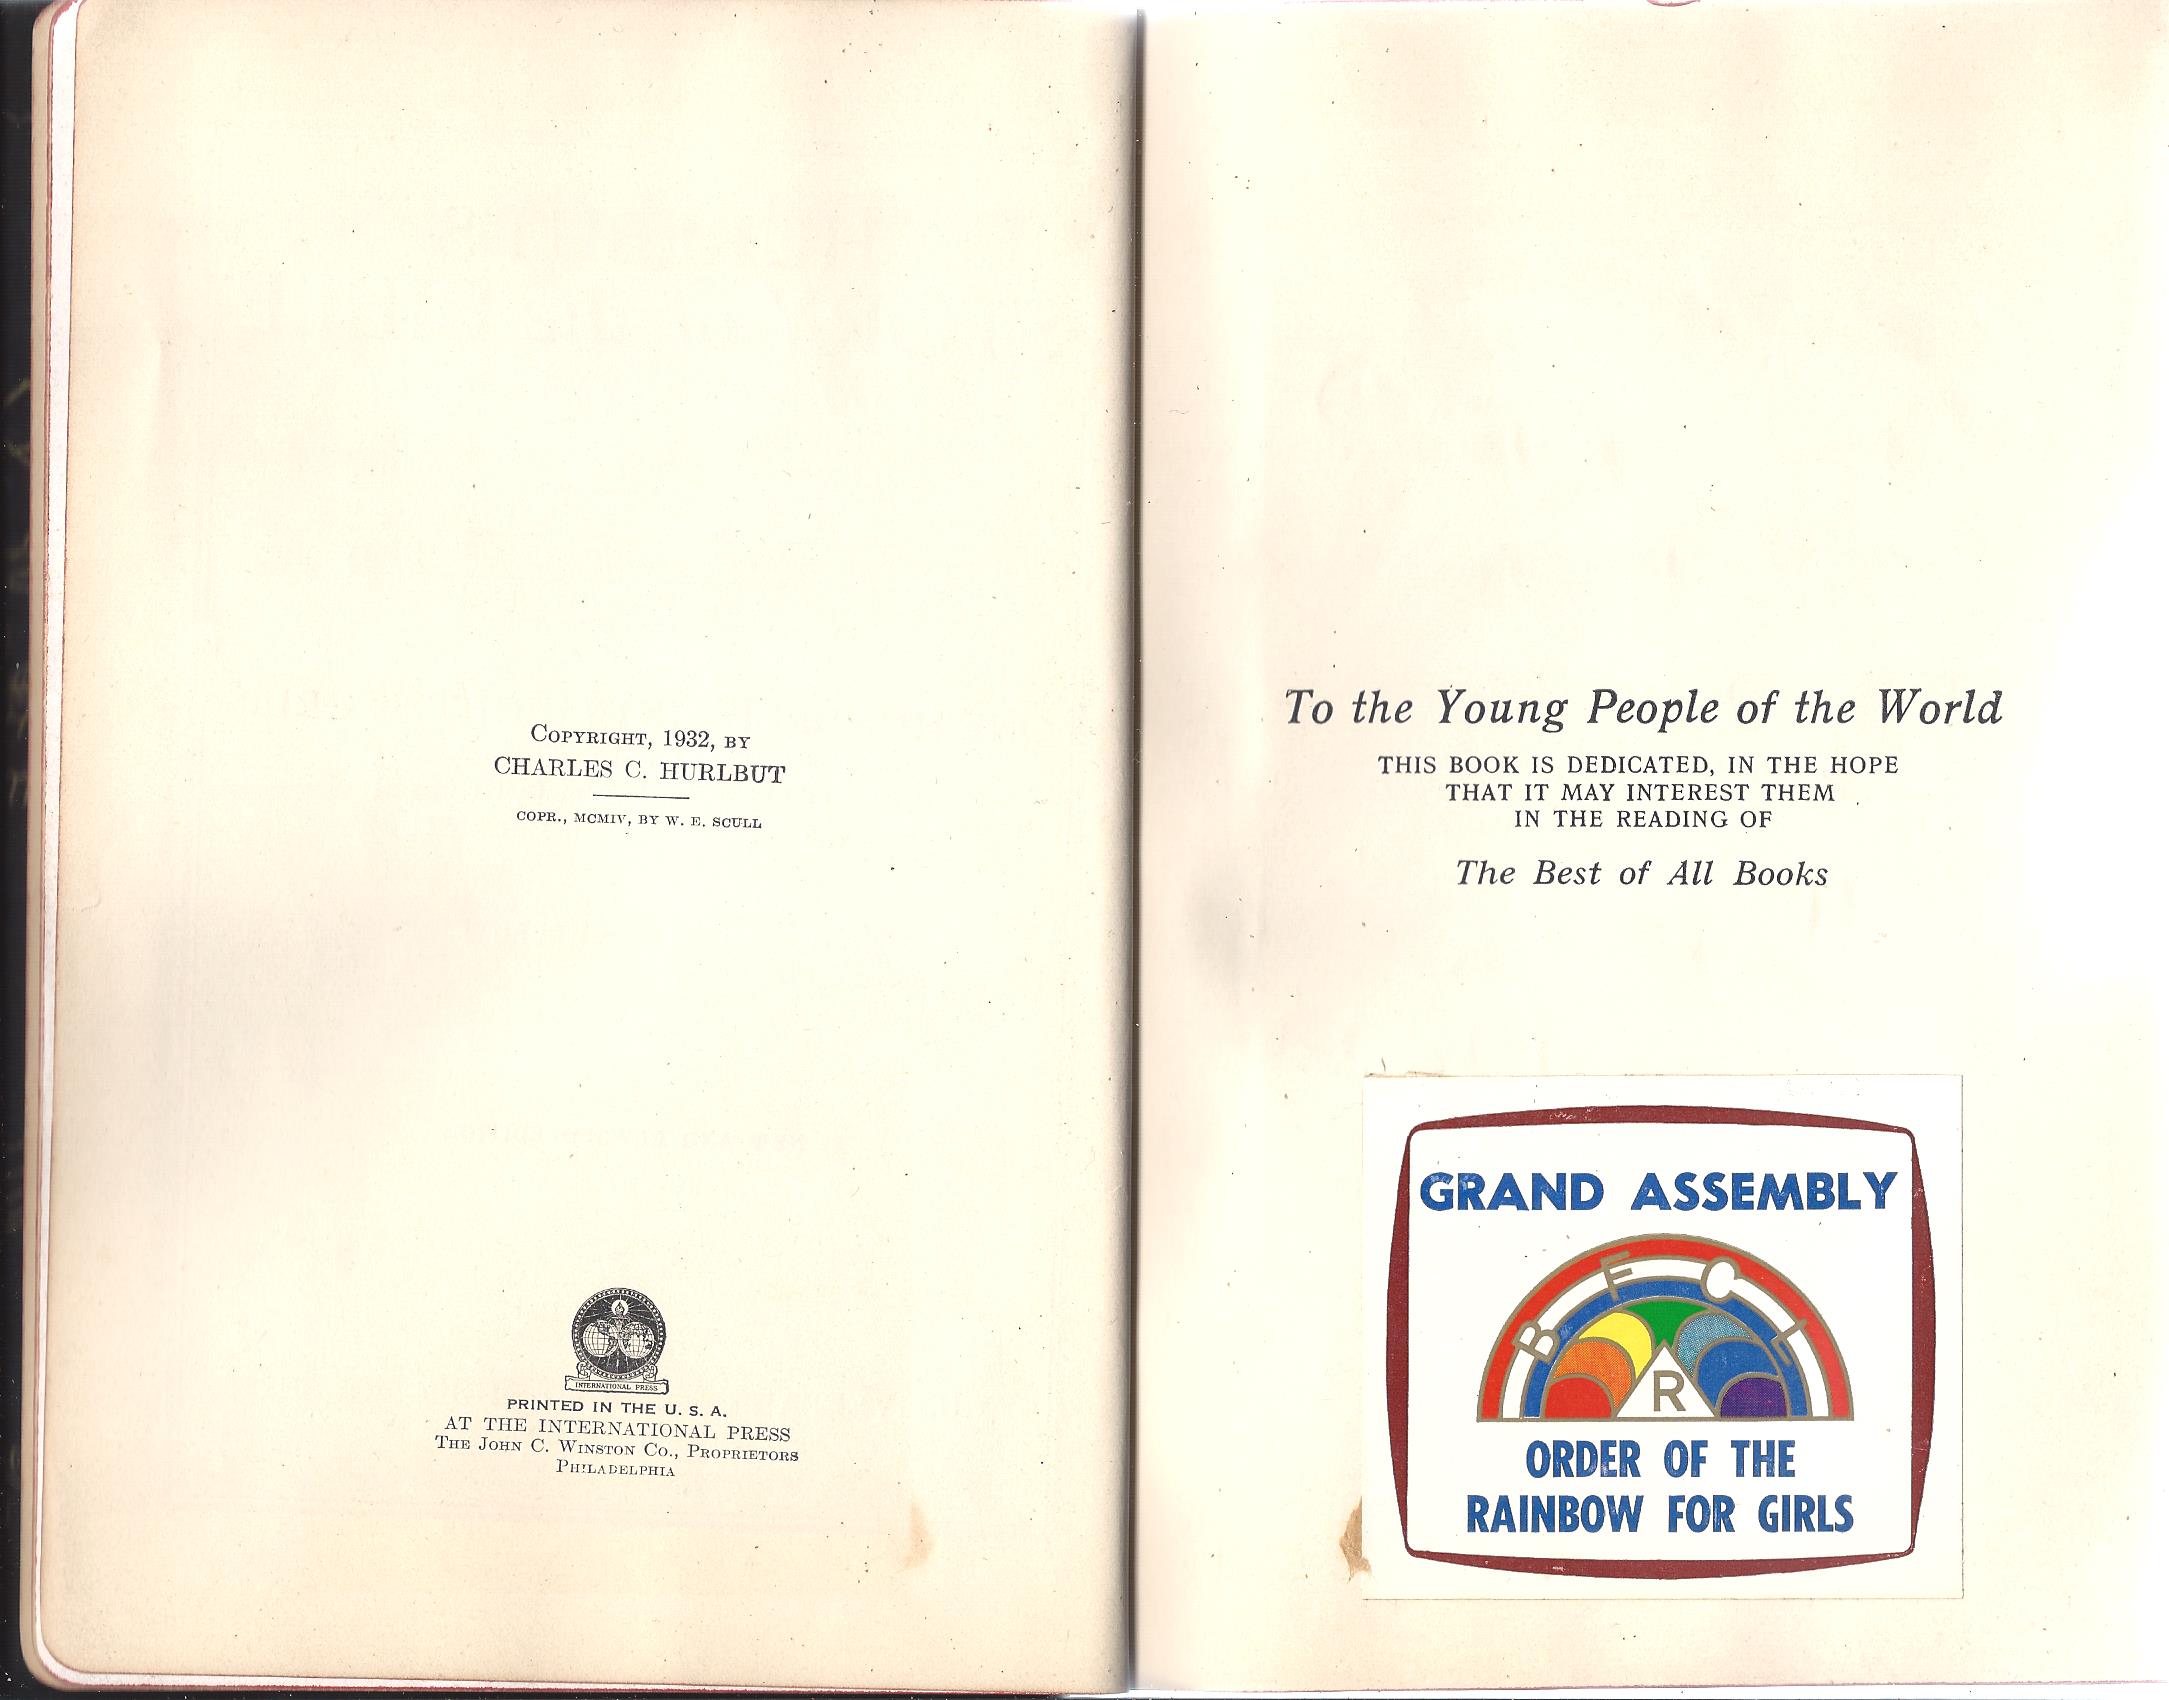 COPYRIGHT, 1932, BY
CHARLES C. HURLBUT
COPR., MCMIV, BY W. E. SCULL
INTERNATIONAL PRESS
PRINTED IN THE U. S. A.
AT THE INTERNATIONAL PRESS
THE JOHN C. WINSTON CO., PROPRIETORS
PHILADELPHIA
To the Young People of the World
THIS BOOK IS DEDICATED, IN THE HOPE
THAT IT MAY INTEREST THEM
IN THE READING OF
The Best of All Books
GRAND ASSEMBLY
B F C L
R
ORDER OF THE
RAINBOW FOR GIRLS